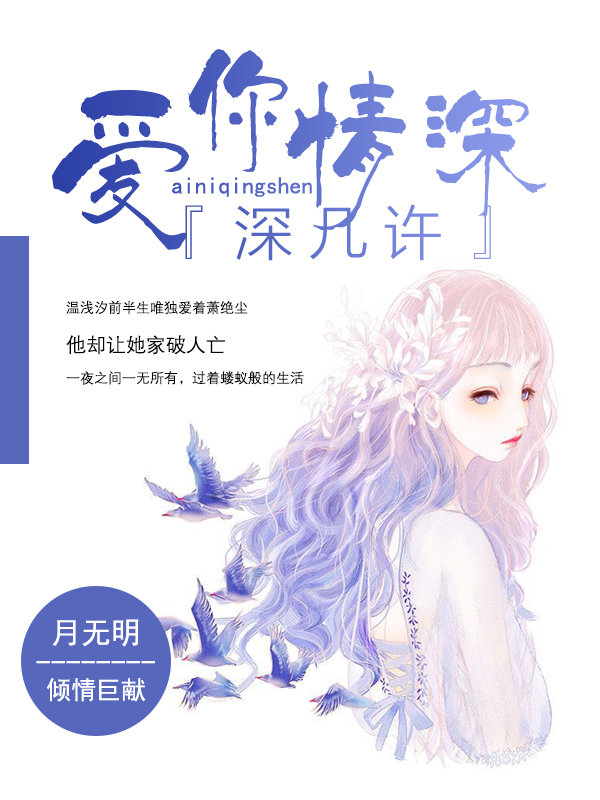 爱你情深
ainiqingshen
『深几许』
温浅汐前半生唯独爱着萧绝尘
他却让她家破人亡
一夜之间一无所有，过着蝼蚁般的生活
月无明
--------
倾情巨献